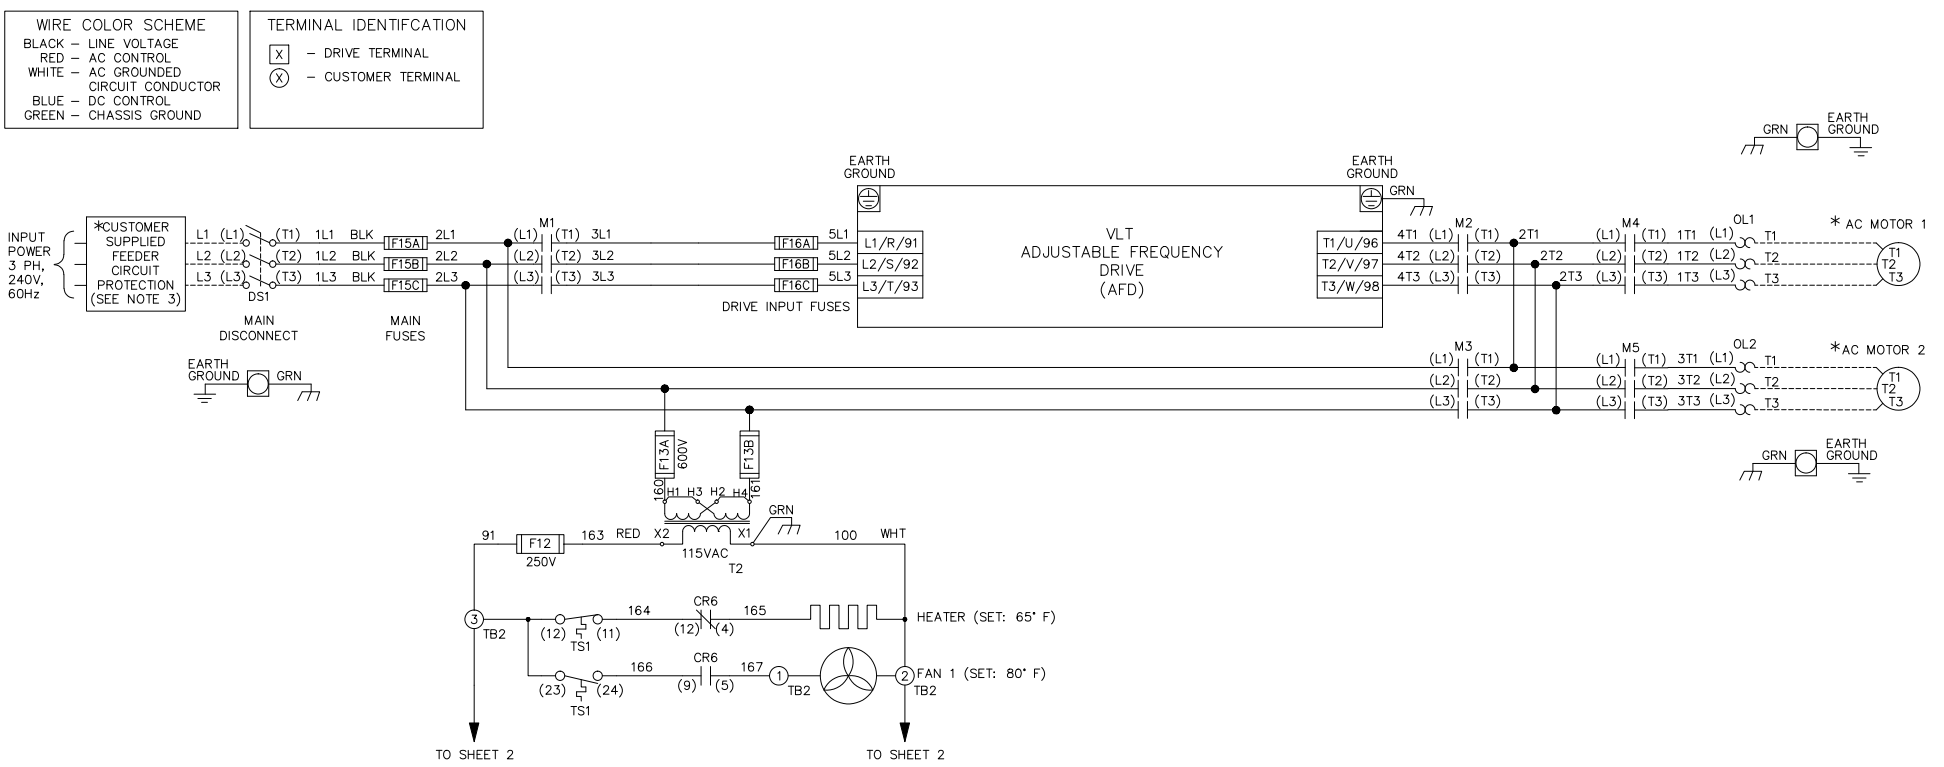 WIRE COLOR SCHEME
BLACK – LINE VOLTAGE
RED – AC CONTROL
WHITE – AC GROUNDED
CIRCUIT CONDUCTOR
BLUE – DC CONTROL
GREEN – CHASSIS GROUND
TERMINAL IDENTIFCATION
X – DRIVE TERMINAL
X – CUSTOMER TERMINAL
GRN
EARTH
GROUND
EARTH
GROUND
EARTH
GROUND
GRN
INPUT
POWER
3 PH,
240V,
60Hz
*CUSTOMER
SUPPLIED
FEEDER
CIRCUIT
PROTECTION
(SEE NOTE 3)
L1 (L1) (T1) 1L1 BLK F15A 2L1 (L1) M1 (T1) 3L1 F16A 5L1 L1/R/91
L2 (L2) (T2) 1L2 BLK F15B 2L2 (L2) (T2) 3L2 F16B 5L2 L2/S/92
L3 (L3) (T3) 1L3 BLK F15C 2L3 (L3) (T3) 3L3 F16C 5L3 L3/T/93
DS1
MAIN
DISCONNECT
MAIN
FUSES
DRIVE INPUT FUSES
VLT
ADJUSTABLE FREQUENCY
DRIVE
(AFD)
T1/U/96 4T1 (L1) M2 (T1) 2T1 (L1) M4 (T1) 1T1 (L1) OL1 T1
T2/V/97 4T2 (L2) (T2) 2T2 (L2) (T2) 1T2 (L2) T2
T3/W/98 4T3 (L3) (T3) 2T3 (L3) (T3) 1T3 (L3) T3
* AC MOTOR 1
T1
T2
T3
EARTH
GROUND
GRN
M3 M5 OL2
(L1) (T1) (L1) (T1) 3T1 (L1) T1
(L2) (T2) (L2) (T2) 3T2 (L2) T2
(L3) (T3) (L3) (T3) 3T3 (L3) T3
*AC MOTOR 2
T1
T2
T3
GRN
EARTH
GROUND
F13A
600V
F13B
160
161
H1 H3 H2 H4
GRN
91 F12 163 RED X2 X1 100 WHT
250V
115VAC
T2
3
TB2
(12) (11)
TS1
164
CR6
(12) (4)
165
HEATER (SET: 65° F)
(23) (24)
TS1
166
CR6
(9) (5)
167
1
TB2
2
TB2
FAN 1 (SET: 80° F)
TO SHEET 2
TO SHEET 2